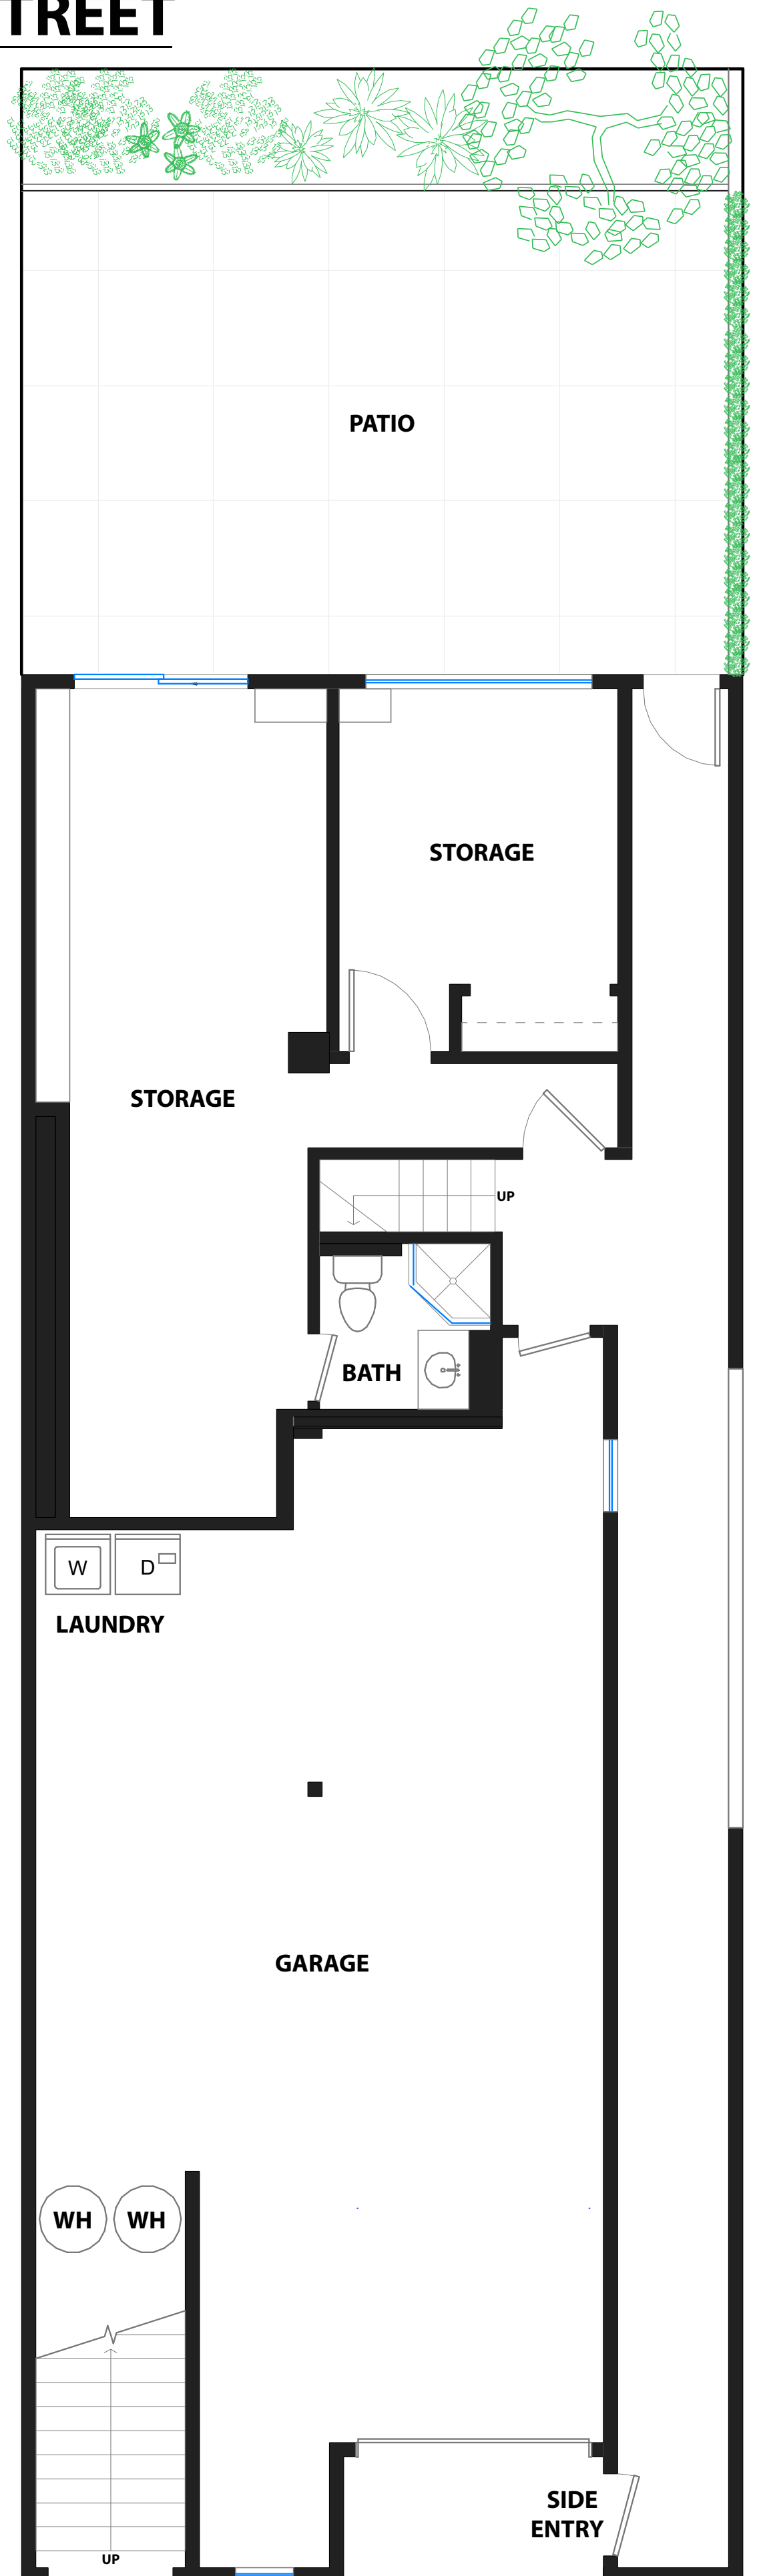 TREET
PATIO
STORAGE
STORAGE
UP
BATH
W D
LAUNDRY
GARAGE
WH WH
SIDE
ENTRY
UP